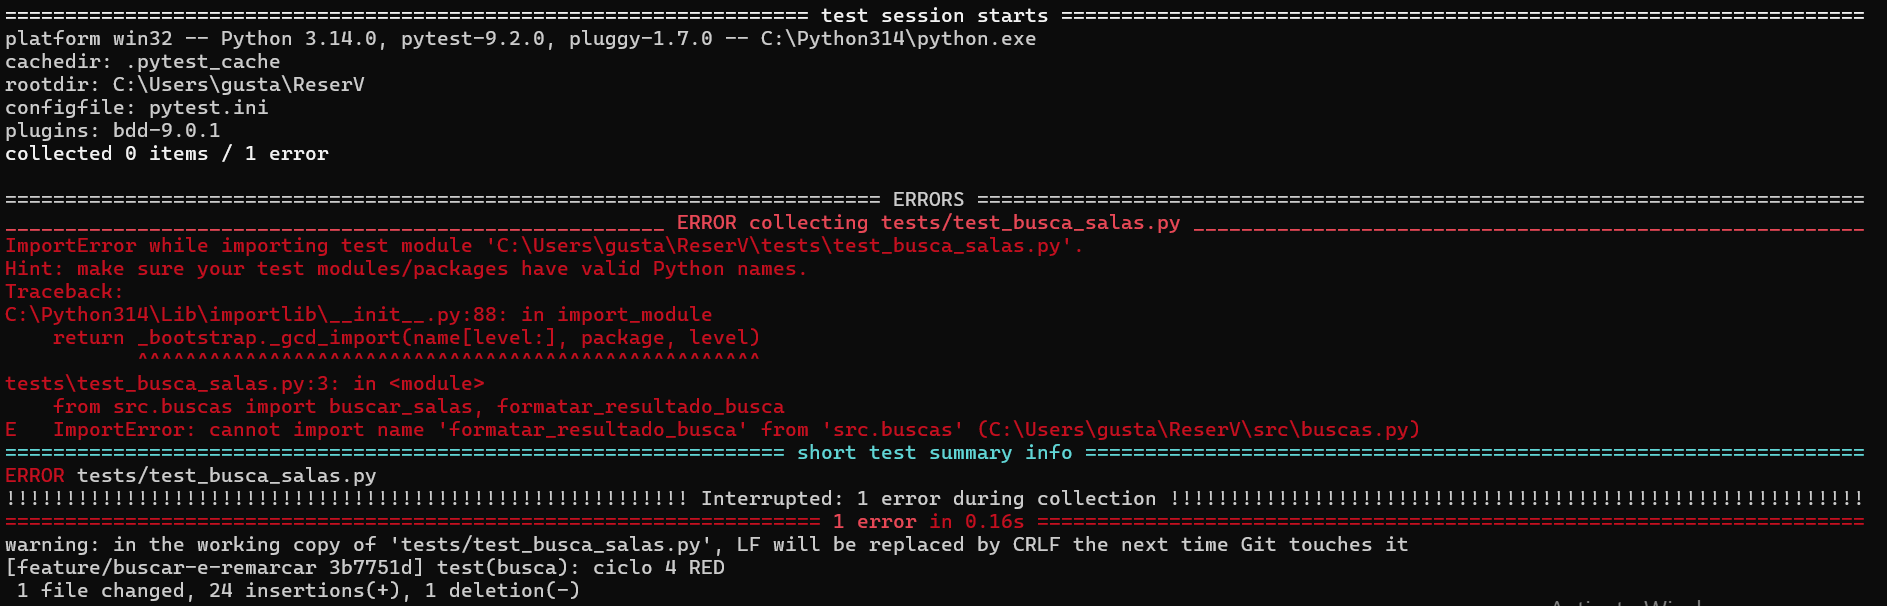 =================================================================== test session starts ===================================================================
platform win32 -- Python 3.14.0, pytest-9.2.0, pluggy-1.7.0 -- C:\Python314\python.exe
cachedir: .pytest_cache
rootdir: C:\Users\gusta\ReserV
configfile: pytest.ini
plugins: bdd-9.0.1
collected 0 items / 1 error
========================================================================= ERRORS ==========================================================================
_______________________________________________________ ERROR collecting tests/test_busca_salas.py ________________________________________________________
ImportError while importing test module 'C:\Users\gusta\ReserV\tests\test_busca_salas.py'.
Hint: make sure your test modules/packages have valid Python names.
Traceback:
C:\Python314\Lib\importlib\__init__.py:88: in import_module
    return _bootstrap._gcd_import(name[level:], package, level)
           ^^^^^^^^^^^^^^^^^^^^^^^^^^^^^^^^^^^^^^^^^^^^^^^^^^^^
tests\test_busca_salas.py:3: in <module>
    from src.buscas import buscar_salas, formatar_resultado_busca
E   ImportError: cannot import name 'formatar_resultado_busca' from 'src.buscas' (C:\Users\gusta\ReserV\src\buscas.py)
================================================================= short test summary info =================================================================
ERROR tests/test_busca_salas.py
!!!!!!!!!!!!!!!!!!!!!!!!!!!!!!!!!!!!!!!!!!!!!!!!!!!!!!!!! Interrupted: 1 error during collection !!!!!!!!!!!!!!!!!!!!!!!!!!!!!!!!!!!!!!!!!!!!!!!!!!!!!!!!!!
==================================================================== 1 error in 0.16s =====================================================================
warning: in the working copy of 'tests/test_busca_salas.py', LF will be replaced by CRLF the next time Git touches it
[feature/buscar-e-remarcar 3b7751d] test(busca): ciclo 4 RED
 1 file changed, 24 insertions(+), 1 deletion(-)